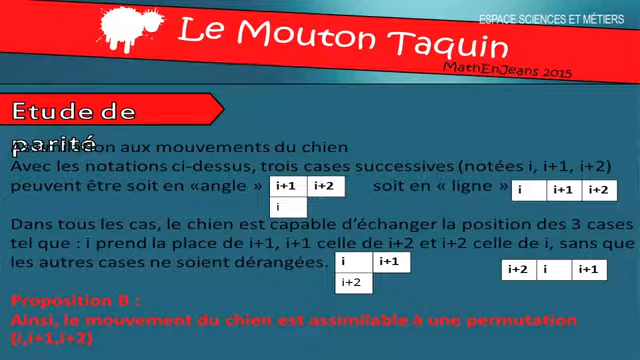 ESPACE SCIENCES ET MÉTIERS
Le Mouton Taquin
MathEnJeans 2015
Etude de
parité
aux mouvements du chien
Avec les notations ci-dessus, trois cases successives (notées i, i+1, i+2)
peuvent être soit en «angle » i+1 i+2 soit en « ligne » i i+1 i+2
i
Dans tous les cas, le chien est capable d'échanger la position des 3 cases
tel que : i prend la place de i+1, i+1 celle de i+2 et i+2 celle de i, sans que
les autres cases ne soient dérangées. i i+1 i+2 i i+1
i+2
Proposition B :
Ainsi, le mouvement du chien est assimilable à une permutation
(i,i+1,i+2)